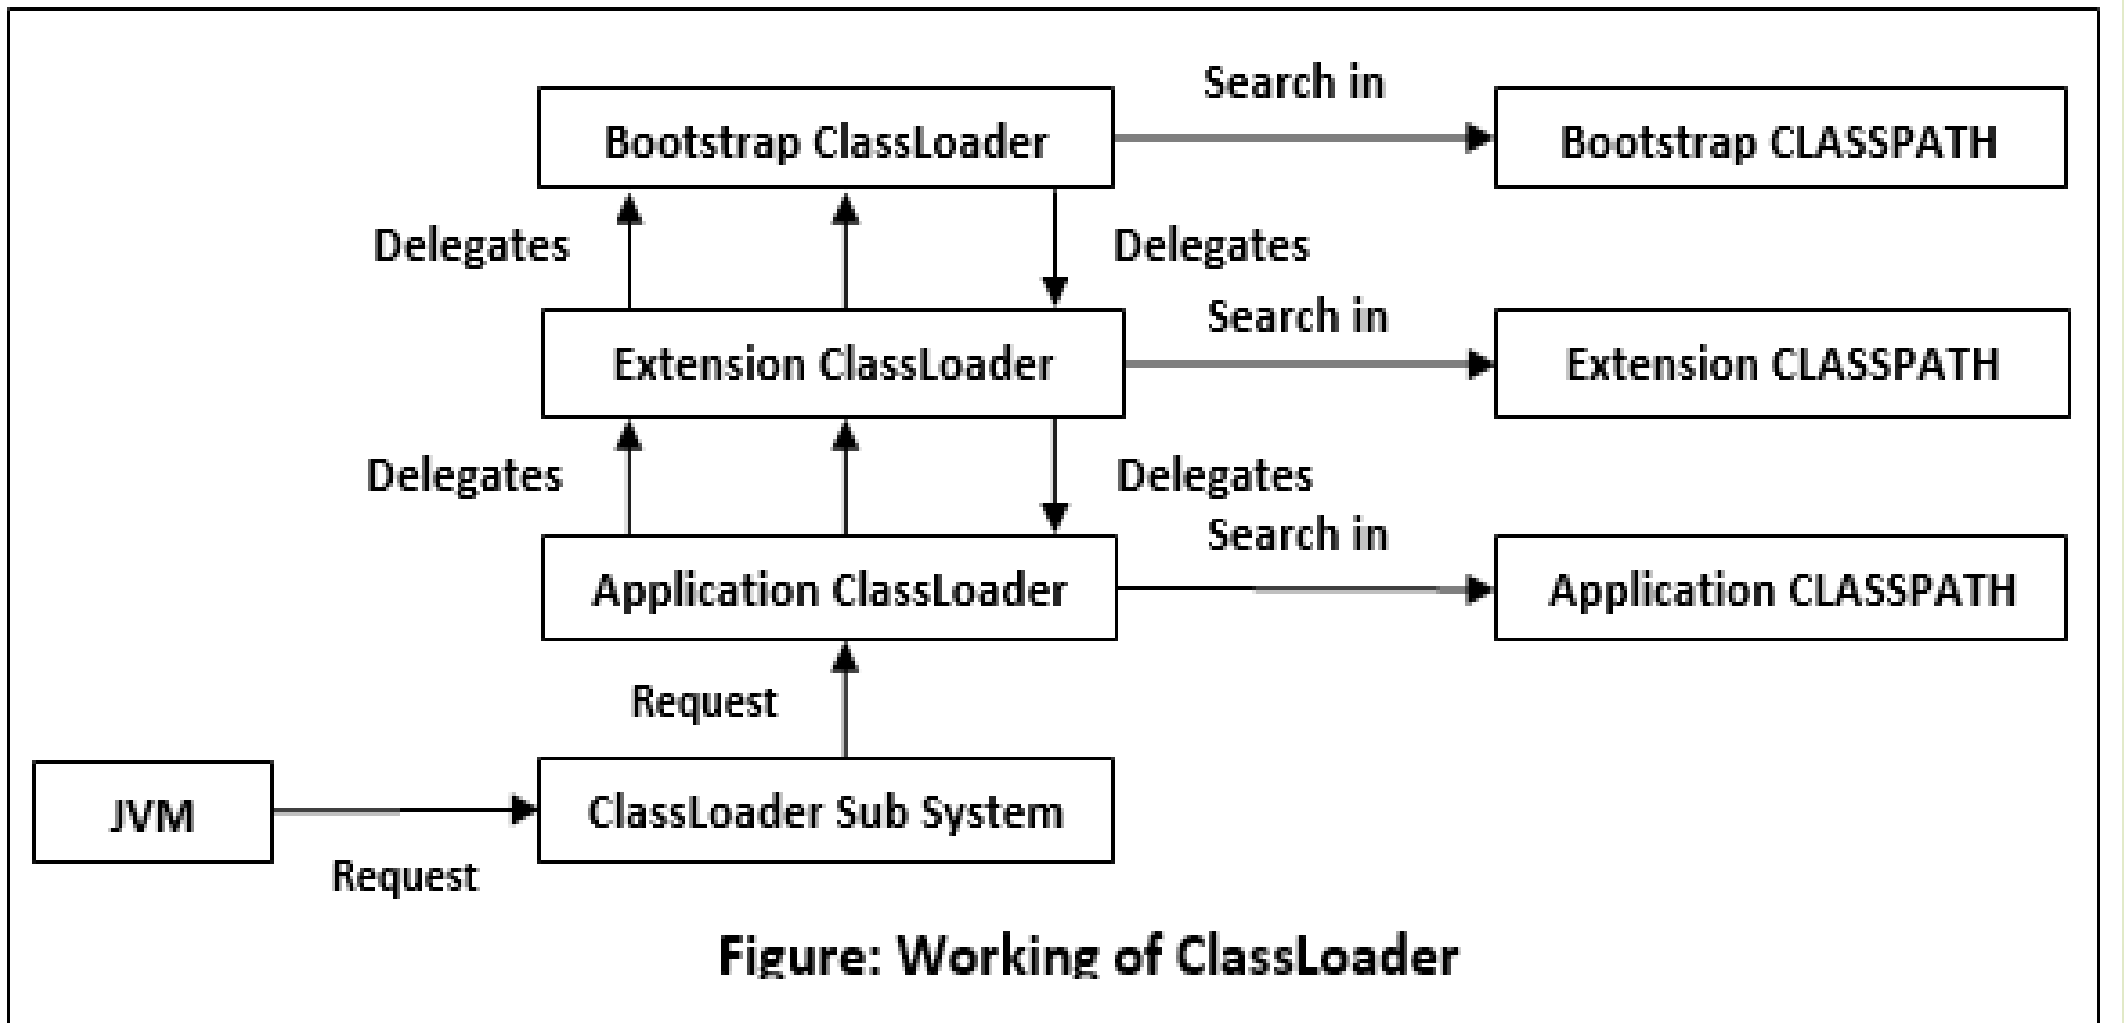 Search in
Bootstrap ClassLoader
Bootstrap CLASSPATH
Delegates
Delegates
Search in
Extension ClassLoader
Extension CLASSPATH
Delegates
Delegates
Search in
Application ClassLoader
Application CLASSPATH
Request
JVM
ClassLoader Sub System
Request
Figure: Working of ClassLoader